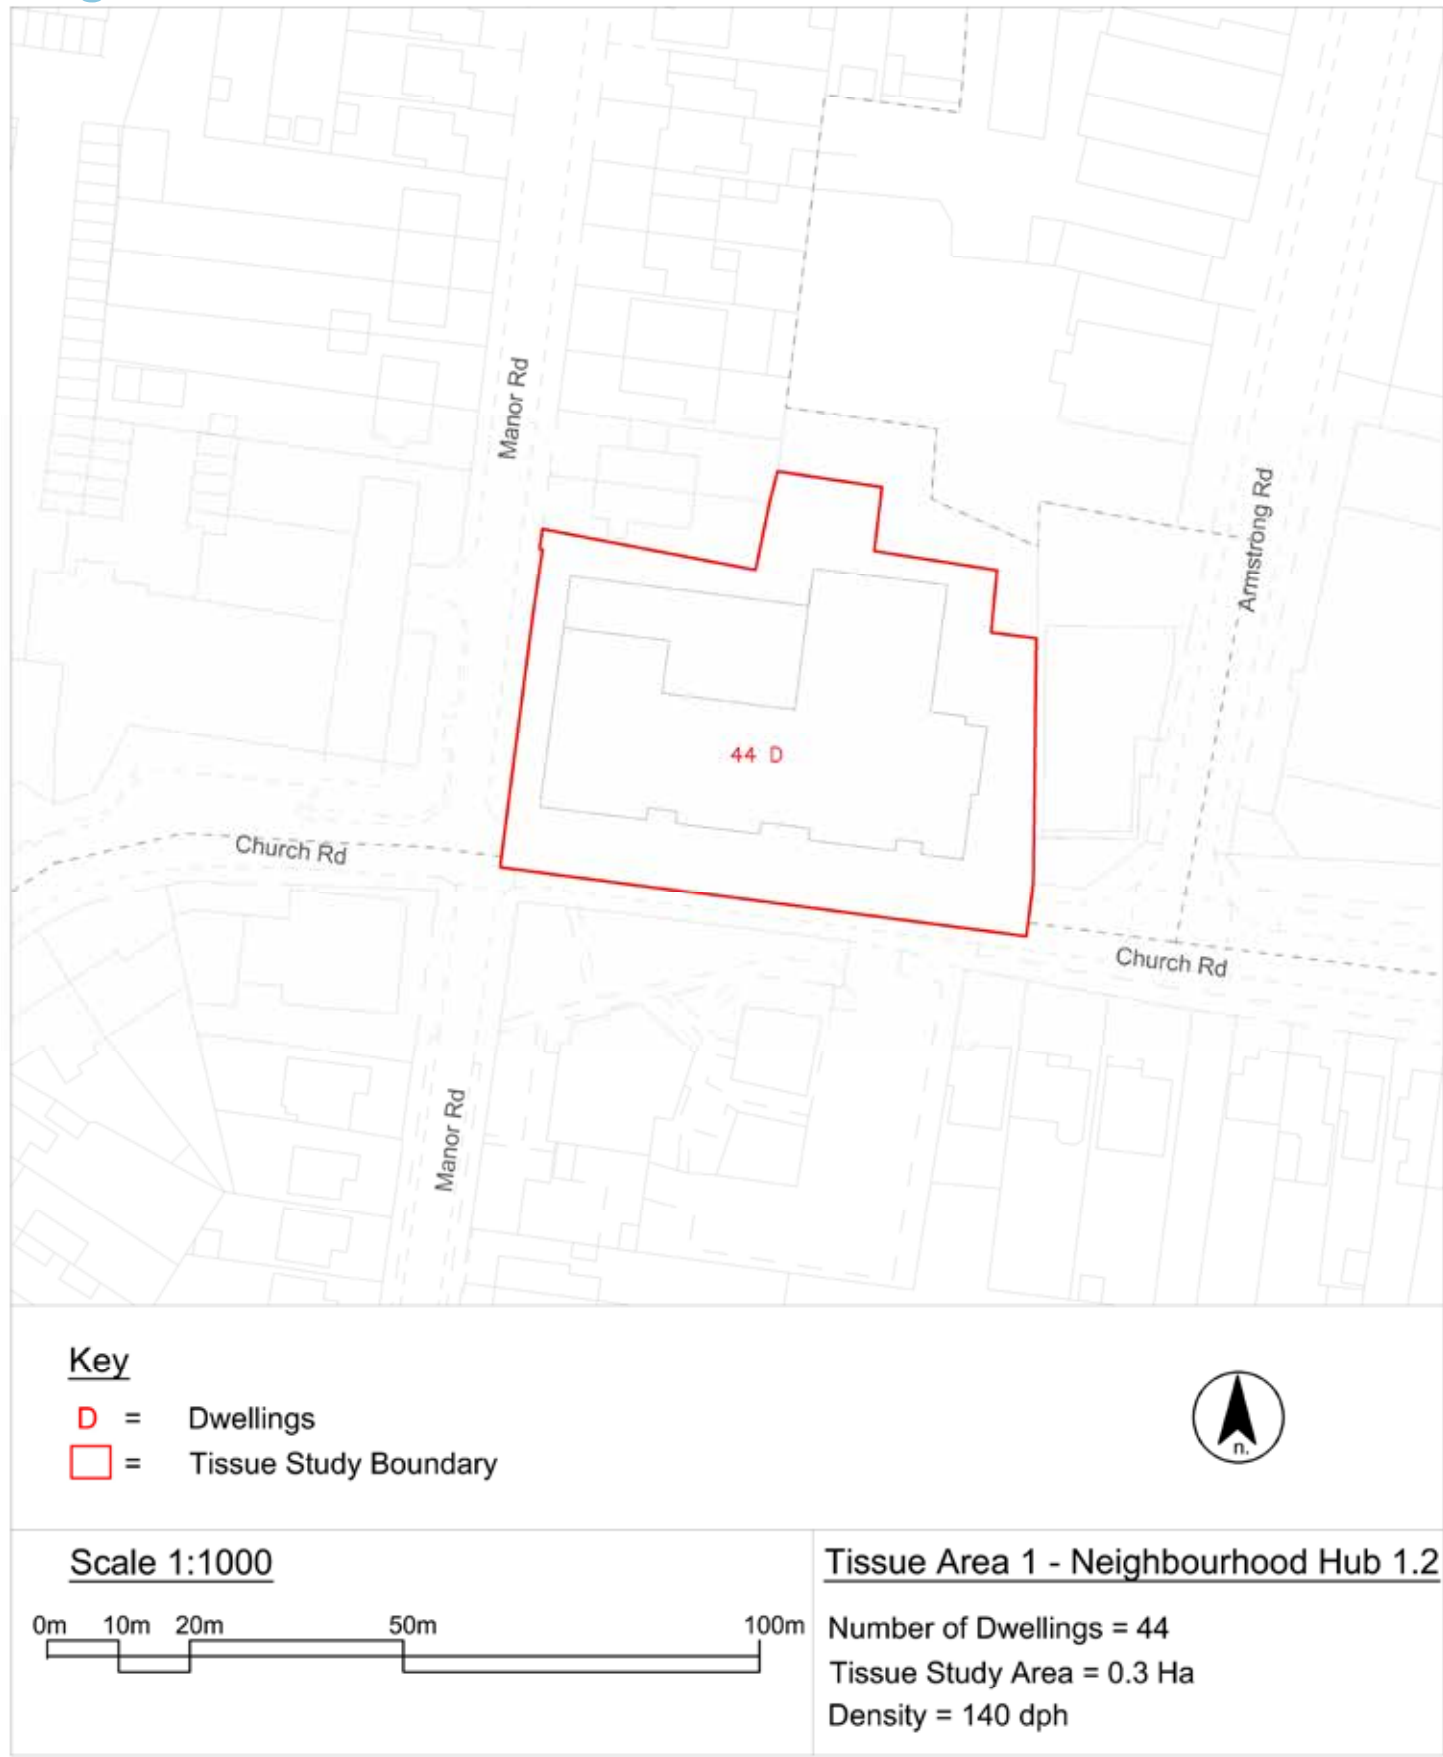 Manor Rd
Armstrong Rd
44 D
Church Rd
Church Rd
Manor Rd
Key
D = Dwellings
= Tissue Study Boundary
n.
Scale 1:1000
0m 10m 20m 50m 100m
Tissue Area 1 - Neighbourhood Hub 1.2
Number of Dwellings = 44
Tissue Study Area = 0.3 Ha
Density = 140 dph